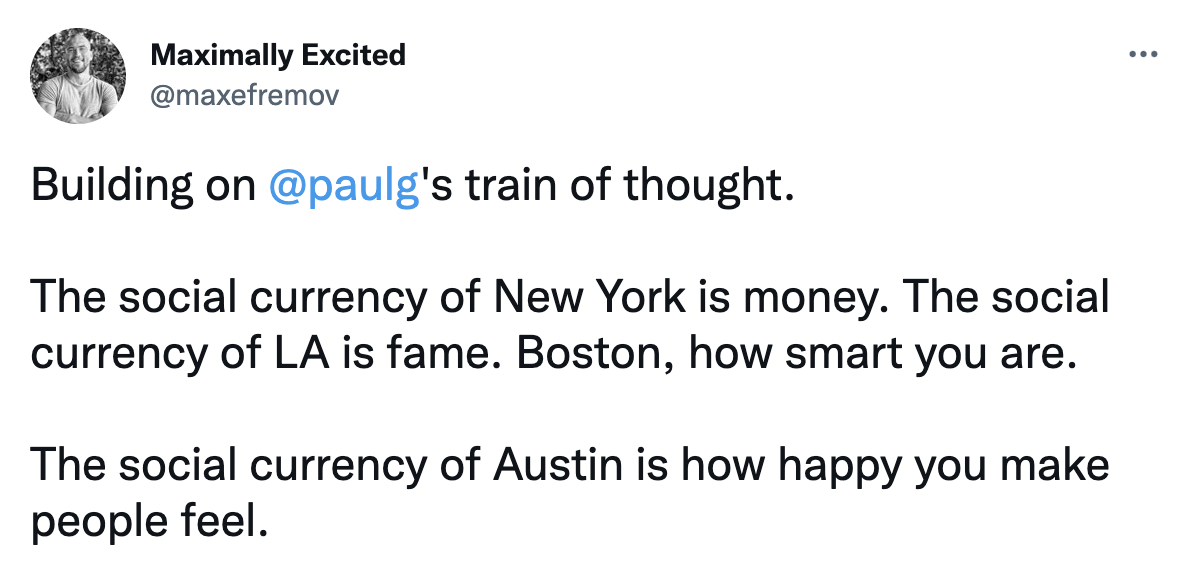 Maximally Excited
@maxefremov
Building on @paulg's train of thought.
The social currency of New York is money. The social
currency of LA is fame. Boston, how smart you are.
The social currency of Austin is how happy you make
people feel.